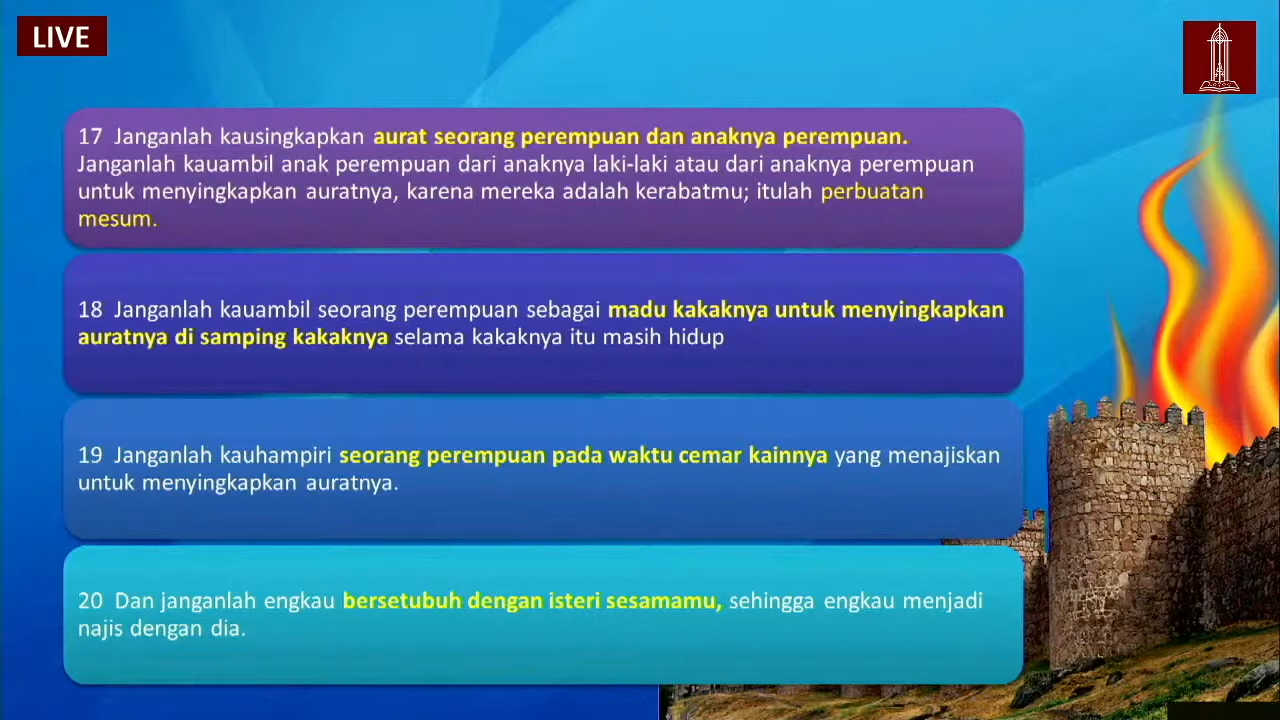 LIVE
17 Janganlah kausingkapkan aurat seorang perempuan dan anaknya perempuan.
Janganlah kauambil anak perempuan dari anaknya laki-laki atau dari anaknya perempuan
untuk menyingkapkan auratnya, karena mereka adalah kerabatmu; itulah perbuatan
mesum.
18 Janganlah kauambil seorang perempuan sebagai madu kakaknya untuk menyingkapkan
auratnya di samping kakaknya selama kakaknya itu masih hidup
19 Janganlah kauhampiri seorang perempuan pada waktu cemar kainnya yang menajiskan
untuk menyingkapkan auratnya.
20 Dan janganlah engkau bersetubuh dengan isteri sesamamu, sehingga engkau menjadi
najis dengan dia.